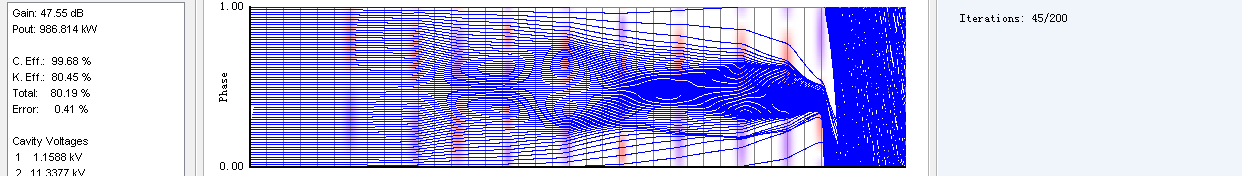 Gain: 47.55 dB
Pout: 986.814 kW
C. Eff.: 99.68 %
K. Eff.: 80.45 %
Total: 80.19 %
Error: 0.41 %
Cavity Voltages
1 1.1588 kV
2 11.3377 kV
1.00
Phase
0.00
Iterations: 45/200